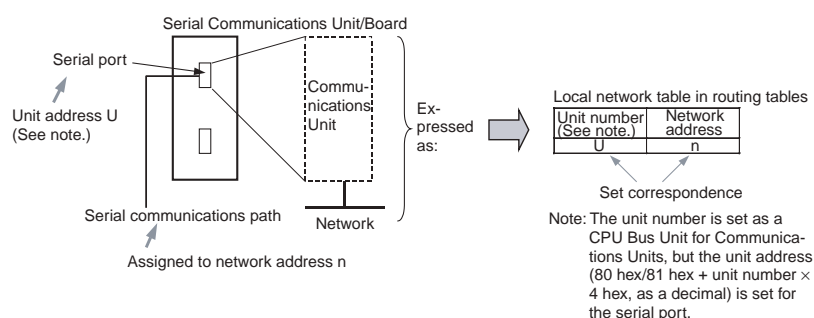 Serial Communications Unit/Board
Serial port
Unit address U
(See note.)
Commu-
nications
Unit
Ex-
pressed
as:
Serial communications path
Network
Assigned to network address n
Local network table in routing tables
Unit number
(See note.)
Network
address
U
n
Set correspondence
Note: The unit number is set as a
CPU Bus Unit for Communica-
tions Units, but the unit address
(80 hex/81 hex + unit number ×
4 hex, as a decimal) is set for
the serial port.